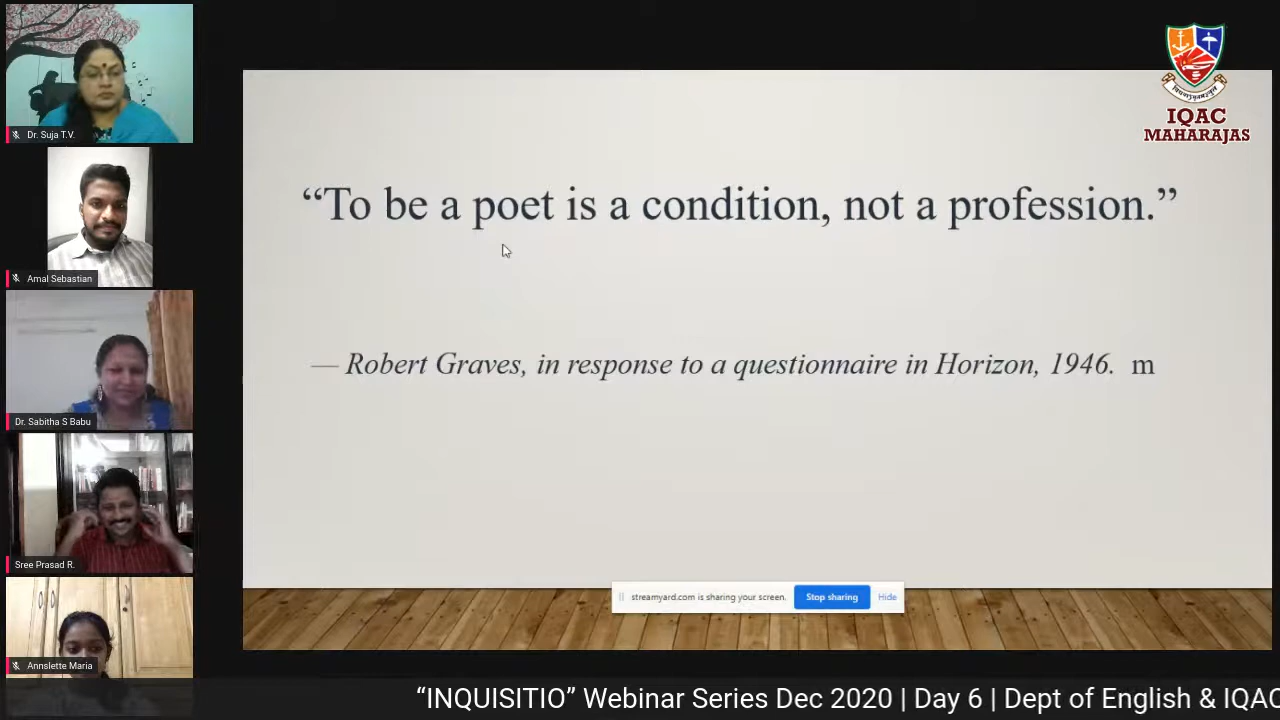 Dr. Suja T.V.
Amal Sebastian
Dr. Sabitha S Babu
Sree Prasad R.
Annslette Maria
IQAC
MAHARAJAS
“To be a poet is a condition, not a profession.”
— Robert Graves, in response to a questionnaire in Horizon, 1946. m
streamyard.com is sharing your screen. Stop sharing Hide
“INQUISITIO” Webinar Series Dec 2020 | Day 6 | Dept of English & IQAC